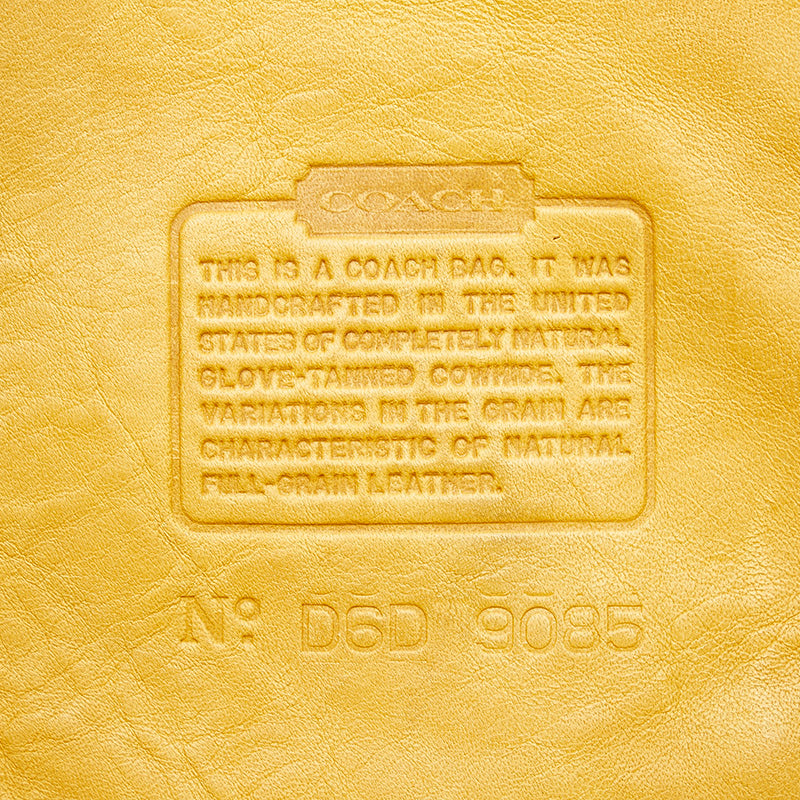 COACH
THIS IS A COACH BAG. IT WAS
HANDCRAFTED IN THE UNITED
STATES OF COMPLETELY NATURAL
GLOVE-TANNED COWHIDE. THE
VARIATIONS IN THE GRAIN ARE
CHARACTERISTIC OF NATURAL
FULL-GRAIN LEATHER.
Nº D6D 9085